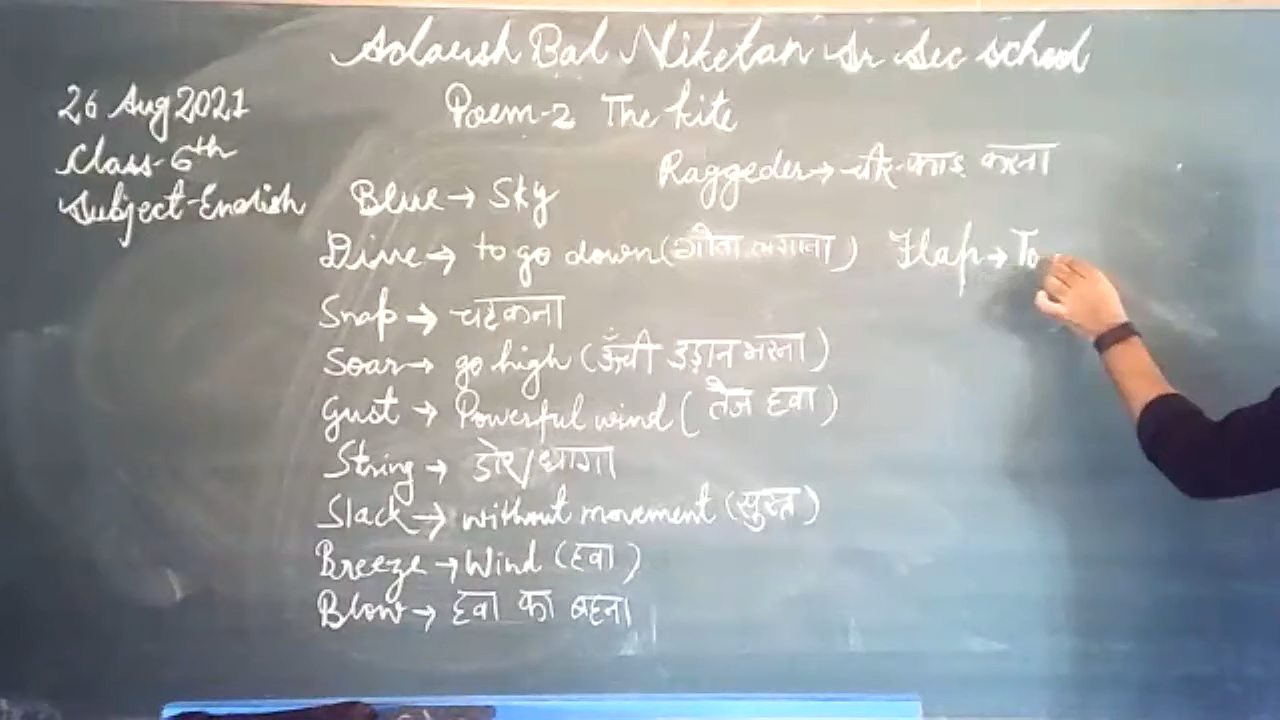 Adarsh Bal Niketan Sr Sec school
26 Aug 2021
Poem-2 The kite
Class-6th
Subject-English
Raggeder→ चीर-फाड़ करना
Blue→ Sky
Dive→ to go down(गोता लगाना)
Flap→ To
Snap→ चटकना
Soar→ go high (ऊँची उड़ान भरना)
Gust→ Powerful wind( तेज हवा)
String→ डोर/धागा
Slack→ without movement (सुस्त)
Breeze→Wind (हवा)
Blow→ हवा का बहना